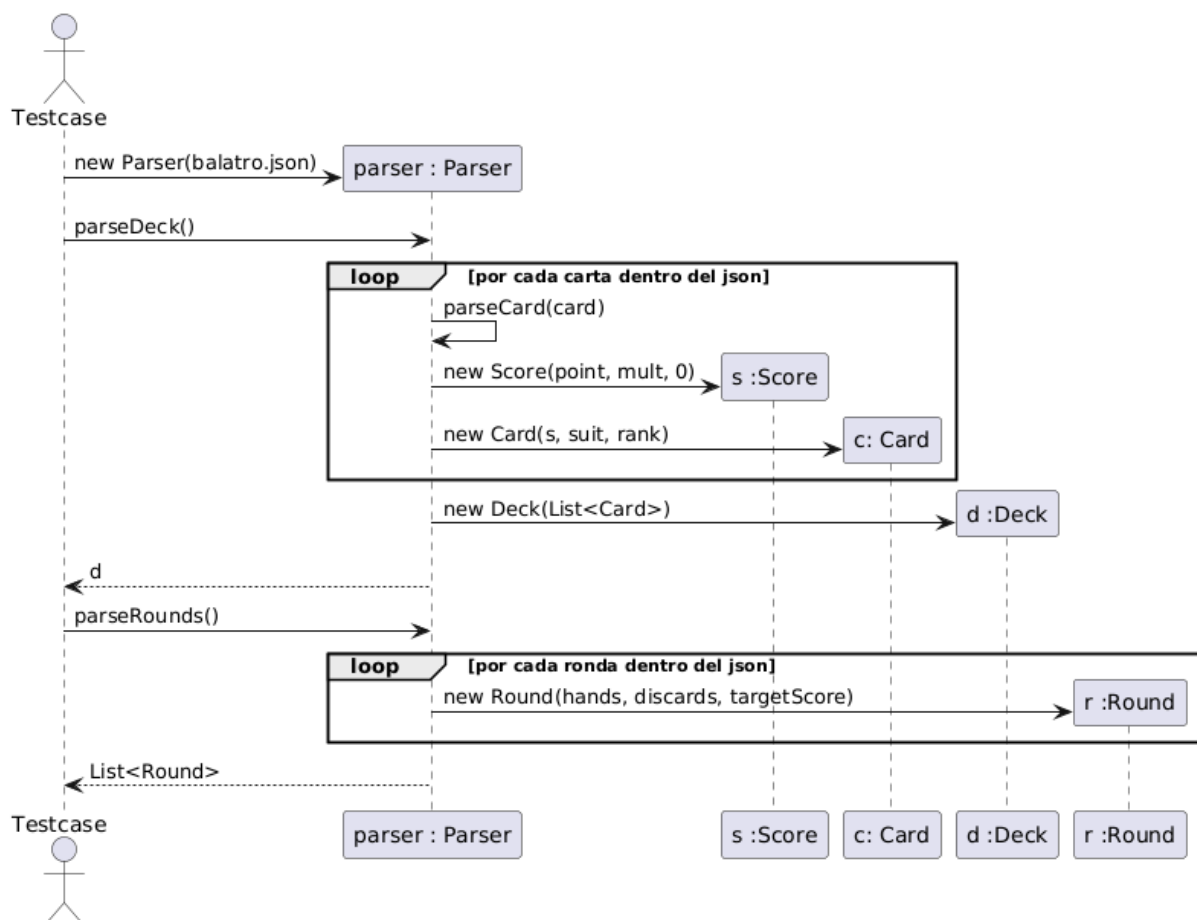 Testcase
new Parser(balatro.json)
parser : Parser
parseDeck()
loop
[por cada carta dentro del json]
parseCard(card)
new Score(point, mult, 0)
s :Score
new Card(s, suit, rank)
c: Card
new Deck(List<Card>)
d :Deck
d
parseRounds()
loop
[por cada ronda dentro del json]
new Round(hands, discards, targetScore)
r :Round
List<Round>
Testcase
parser : Parser
s :Score
c: Card
d :Deck
r :Round